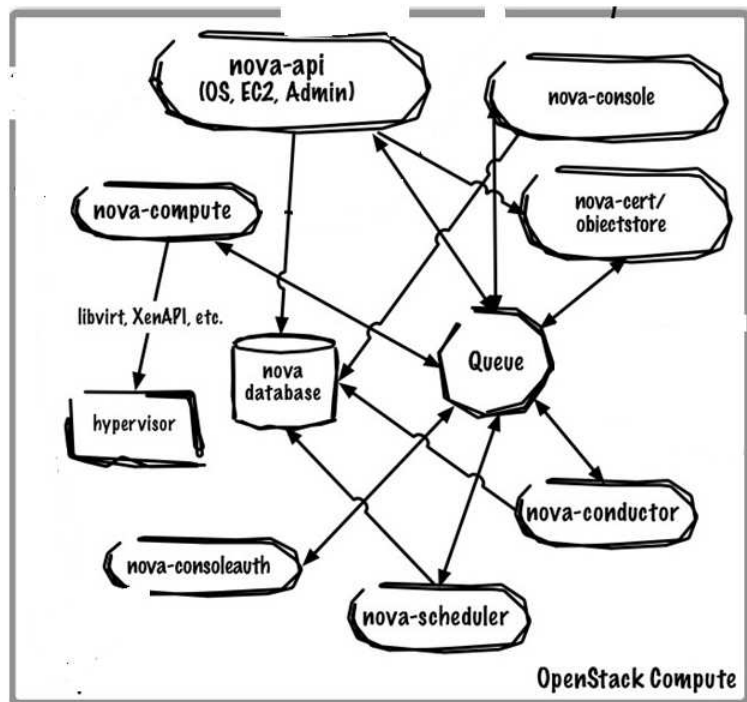 nova-api
(OS, EC2, Admin)
nova-console
nova-cert/
objectstore
nova-compute
libvirt, XenAPI, etc.
nova
database
Queue
hypervisor
nova-conductor
nova-consoleauth
nova-scheduler
OpenStack Compute